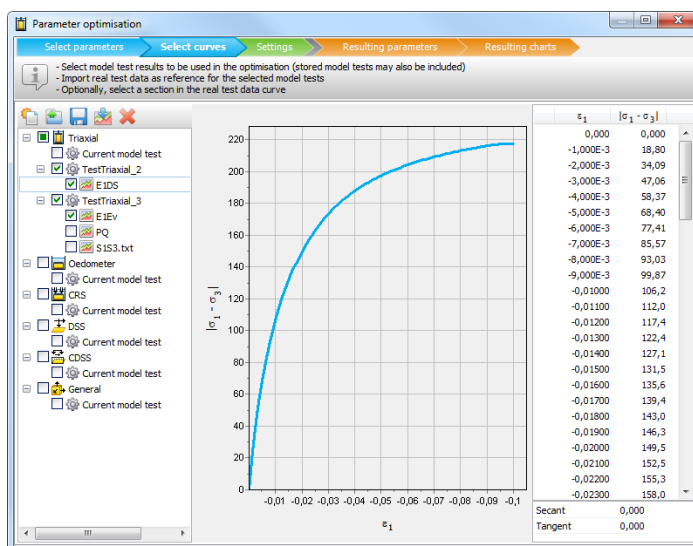 Parameter optimisation
Select parameters
Select curves
Settings
Resulting parameters
Resulting charts
- Select model test results to be used in the optimisation (stored model tests may also be included)
- Import real test data as reference for the selected model tests
- Optionally, select a section in the real test data curve
Triaxial
Current model test
TestTriaxial_2
E1DS
TestTriaxial_3
E1Ev
PQ
S1S3.txt
Oedometer
Current model test
CRS
Current model test
DSS
Current model test
CDSS
Current model test
General
Current model test
|σ1 - σ3|
220
200
180
160
140
120
100
80
60
40
20
0
-0,01 -0,02 -0,03 -0,04 -0,05 -0,06 -0,07 -0,08 -0,09 -0,1
ε1
ε1 |σ1 - σ3|
0,000 0,000
-1,000E-3 18,80
-2,000E-3 34,09
-3,000E-3 47,06
-4,000E-3 58,37
-5,000E-3 68,40
-6,000E-3 77,41
-7,000E-3 85,57
-8,000E-3 93,03
-9,000E-3 99,87
-0,01000 106,2
-0,01100 112,0
-0,01200 117,4
-0,01300 122,4
-0,01400 127,1
-0,01500 131,5
-0,01600 135,6
-0,01700 139,4
-0,01800 143,0
-0,01900 146,3
-0,02000 149,5
-0,02100 152,5
-0,02200 155,3
-0,02300 158,0
Secant 0,000
Tangent 0,000